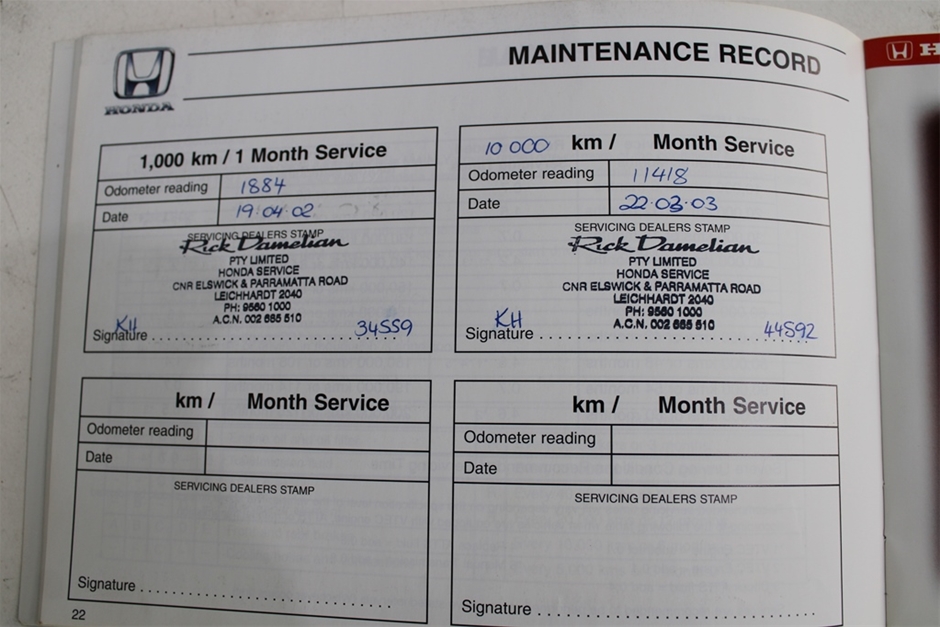 HONDA
MAINTENANCE RECORD
H
1,000 km / 1 Month Service
Odometer reading 1884
Date 19.04.02
SERVICING DEALERS STAMP
Rick Damelian
PTY LIMITED
HONDA SERVICE
CNR ELSWICK & PARRAMATTA ROAD
LEICHHARDT 2040
PH: 9560 1000
A.C.N. 002 665 510
Signature KH 34559
10 000 km / Month Service
Odometer reading 11418
Date 22.03.03
SERVICING DEALERS STAMP
Rick Damelian
PTY LIMITED
HONDA SERVICE
CNR ELSWICK & PARRAMATTA ROAD
LEICHHARDT 2040
PH: 9560 1000
A.C.N. 002 665 510
Signature KH 44592
km / Month Service
Odometer reading
Date
SERVICING DEALERS STAMP
Signature
km / Month Service
Odometer reading
Date
SERVICING DEALERS STAMP
Signature
22